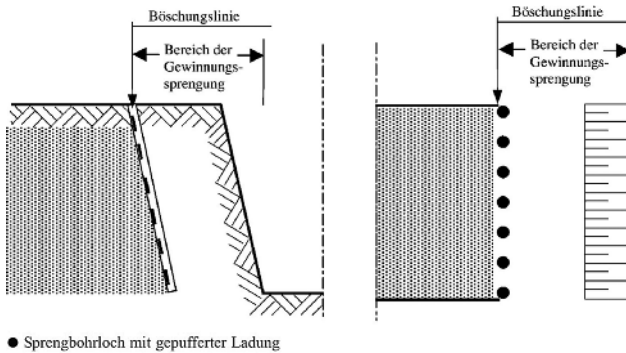 Böschungslinie
Bereich der
Gewinnungs-
sprengung
Böschungslinie
Bereich der
Gewinnungs-
sprengung
● Sprengbohrloch mit gepufferter Ladung